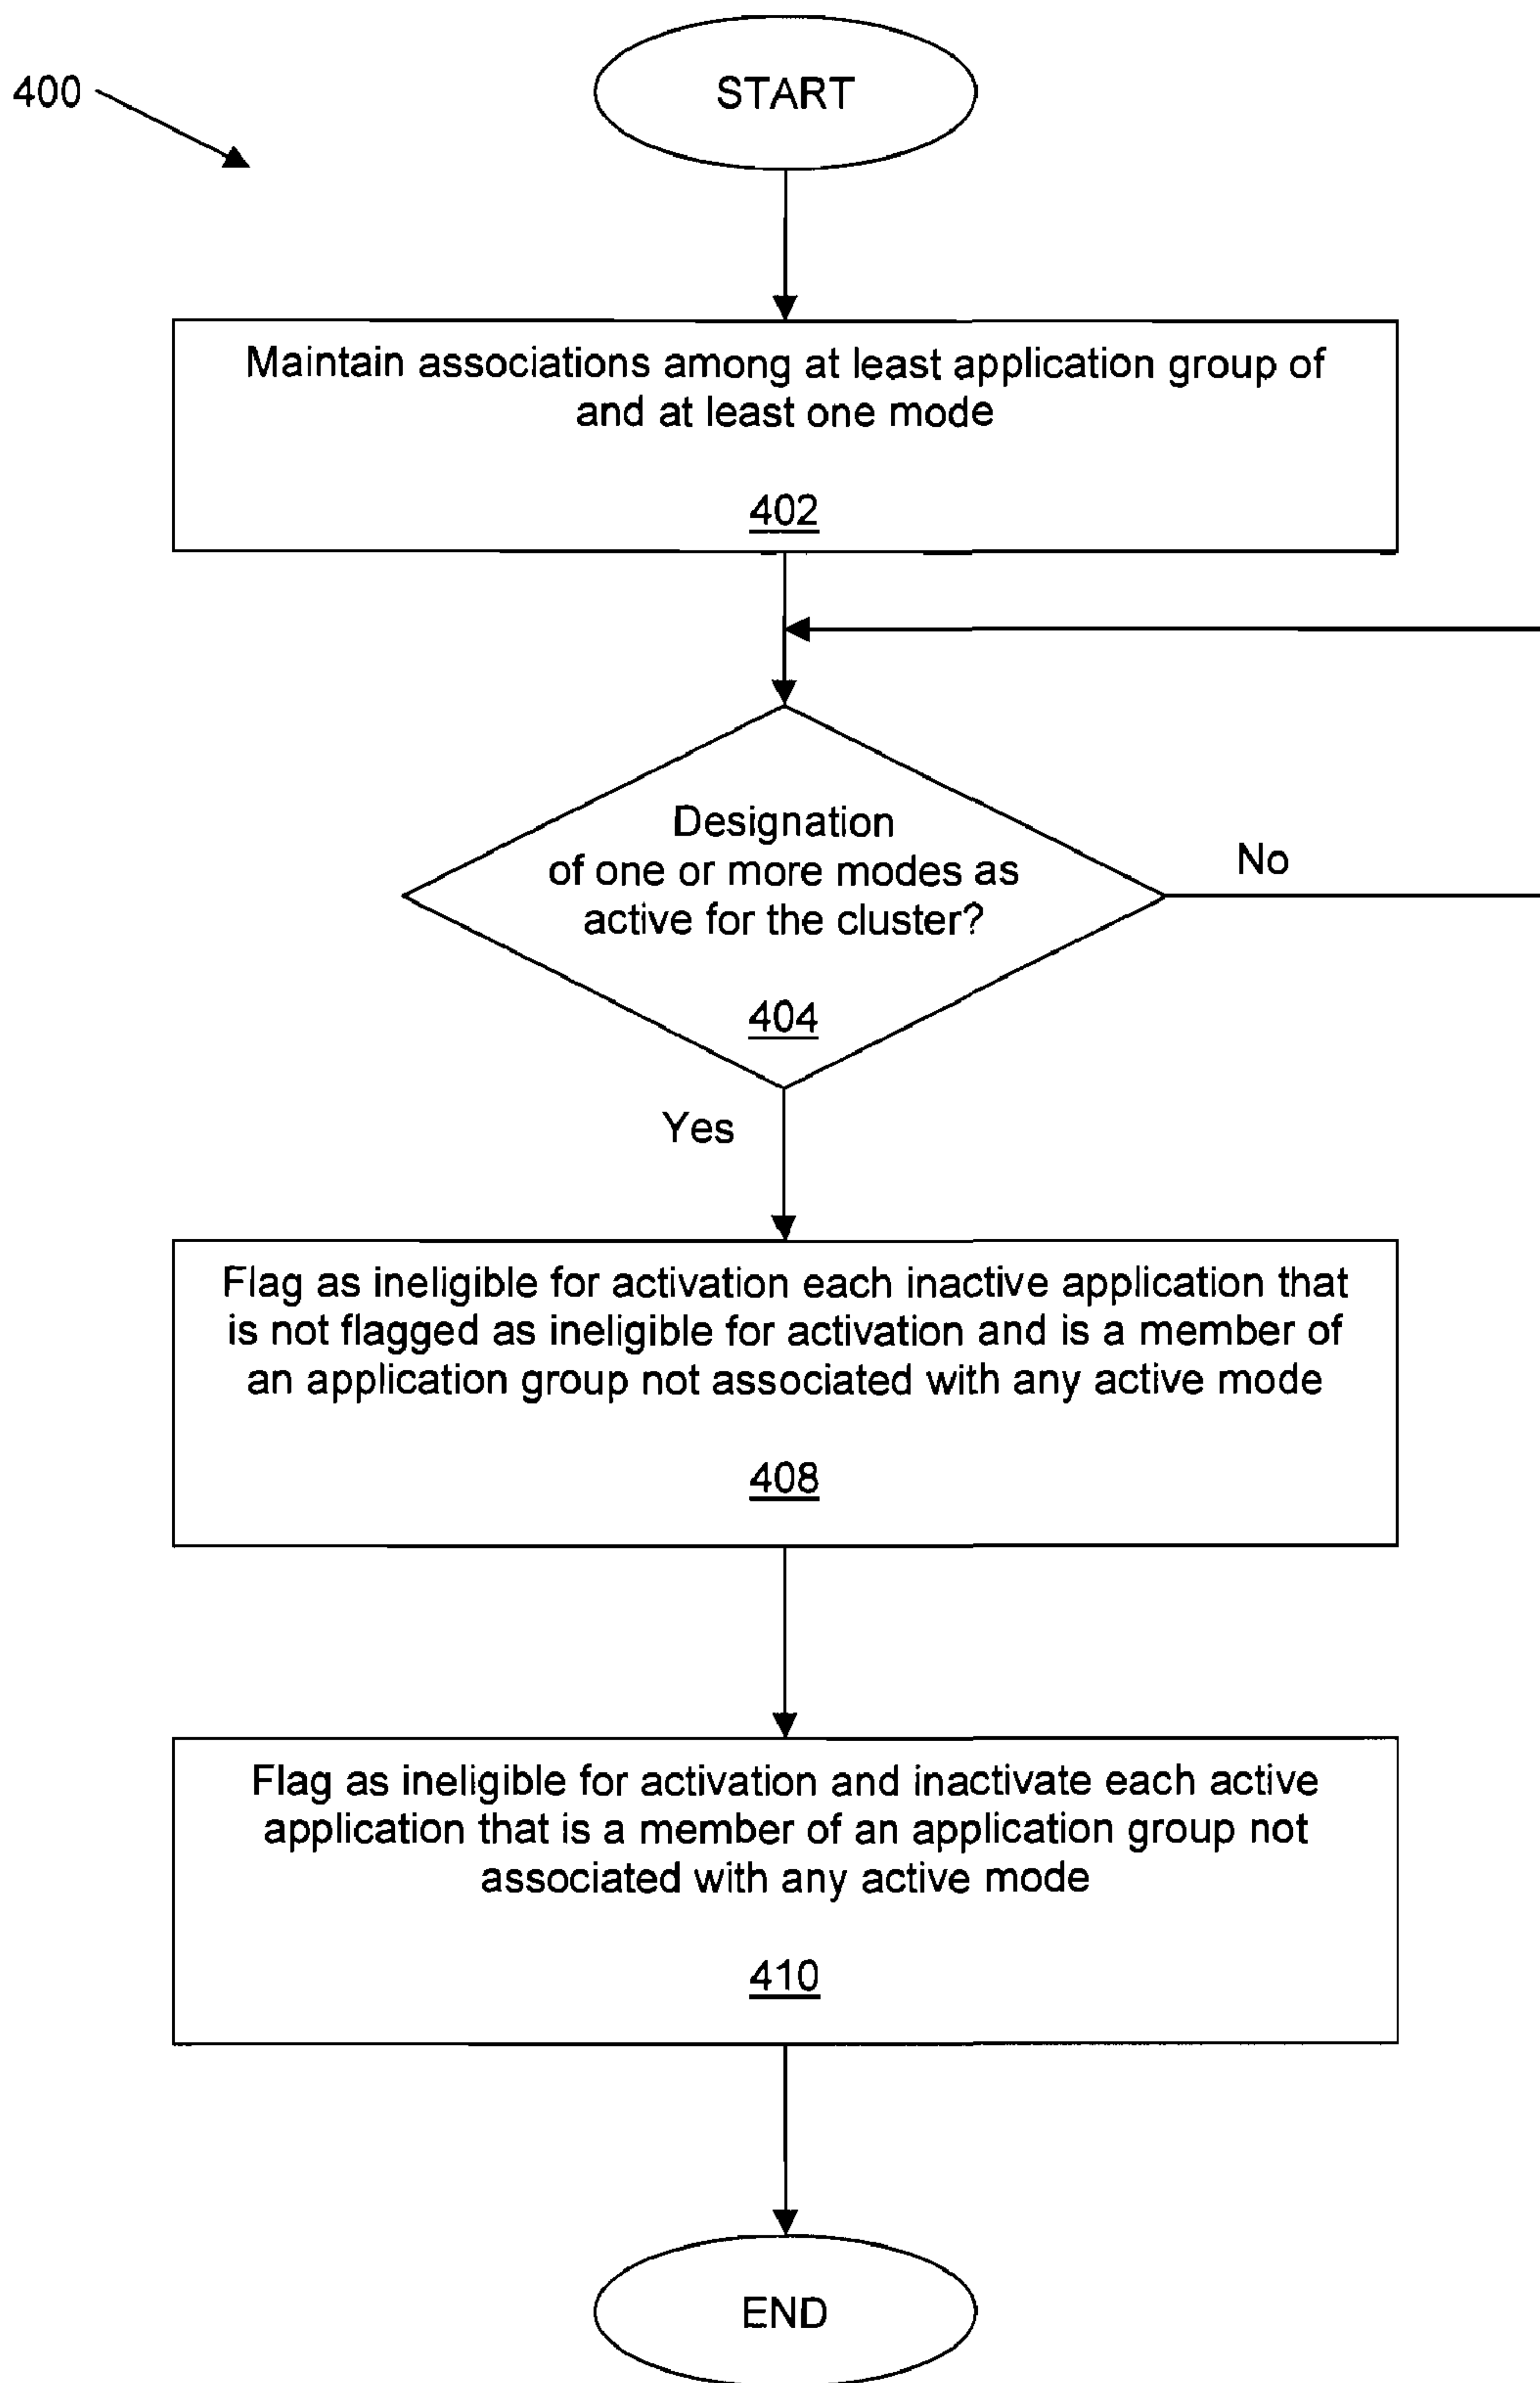 400
START
Maintain associations among at least application group of
and at least one mode
402
Designation
of one or more modes as
active for the cluster?
404
No
Yes
Flag as ineligible for activation each inactive application that
is not flagged as ineligible for activation and is a member of
an application group not associated with any active mode
408
Flag as ineligible for activation and inactivate each active
application that is a member of an application group not
associated with any active mode
410
END